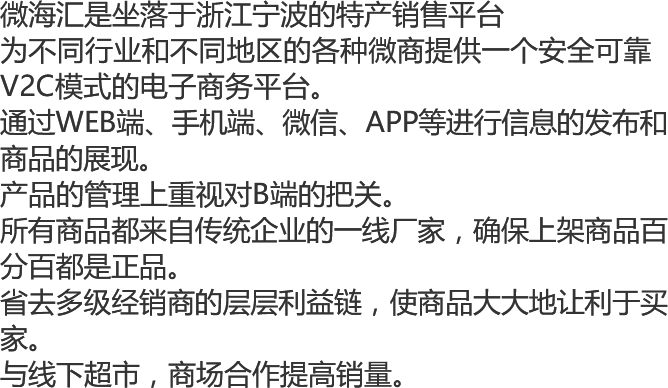 微海汇是坐落于浙江宁波的特产销售平台
为不同行业和不同地区的各种微商提供一个安全可靠
V2C模式的电子商务平台。
通过WEB端、手机端、微信、APP等进行信息的发布和
商品的展现。
产品的管理上重视对B端的把关。
所有商品都来自传统企业的一线厂家，确保上架商品百
分百都是正品。
省去多级经销商的层层利益链，使商品大大地让利于买
家。
与线下超市，商场合作提高销量。